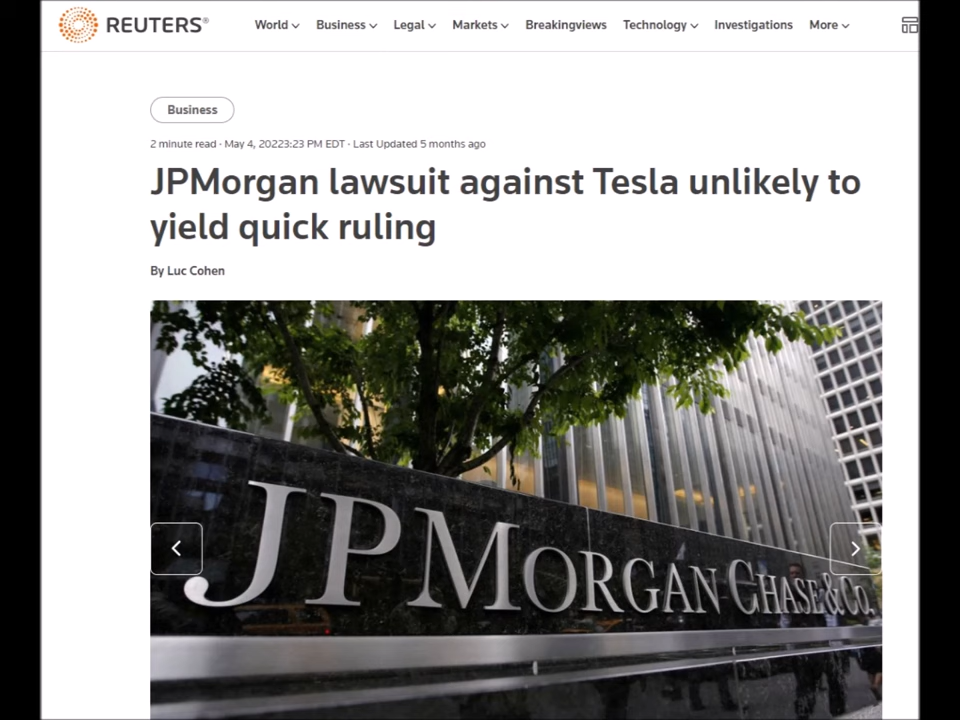 REUTERS®
World Business Legal Markets Breakingviews Technology Investigations More
Business
2 minute read · May 4, 20223:23 PM EDT · Last Updated 5 months ago
JPMorgan lawsuit against Tesla unlikely to
yield quick ruling
By Luc Cohen
JPMORGAN CHASE & CO.